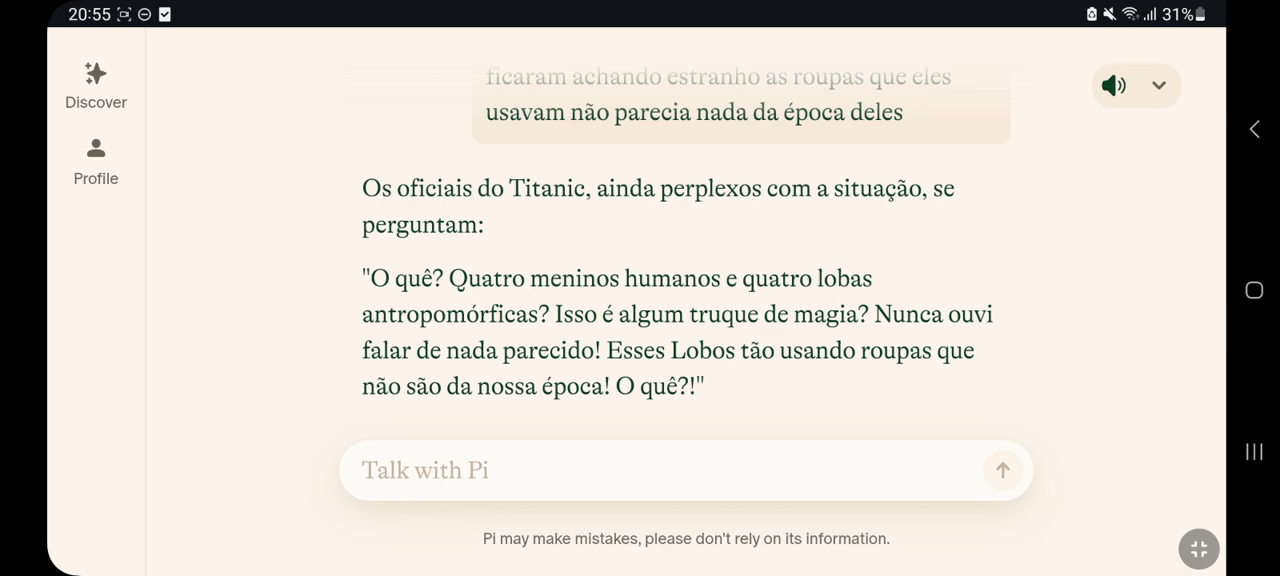 20:55
31%
Discover
Profile
ficaram achando estranho as roupas que eles
usavam não parecia nada da época deles
Os oficiais do Titanic, ainda perplexos com a situação, se
perguntam:
"O quê? Quatro meninos humanos e quatro lobas
antropomórficas? Isso é algum truque de magia? Nunca ouvi
falar de nada parecido! Esses Lobos tão usando roupas que
não são da nossa época! O quê?!"
Talk with Pi
Pi may make mistakes, please don't rely on its information.